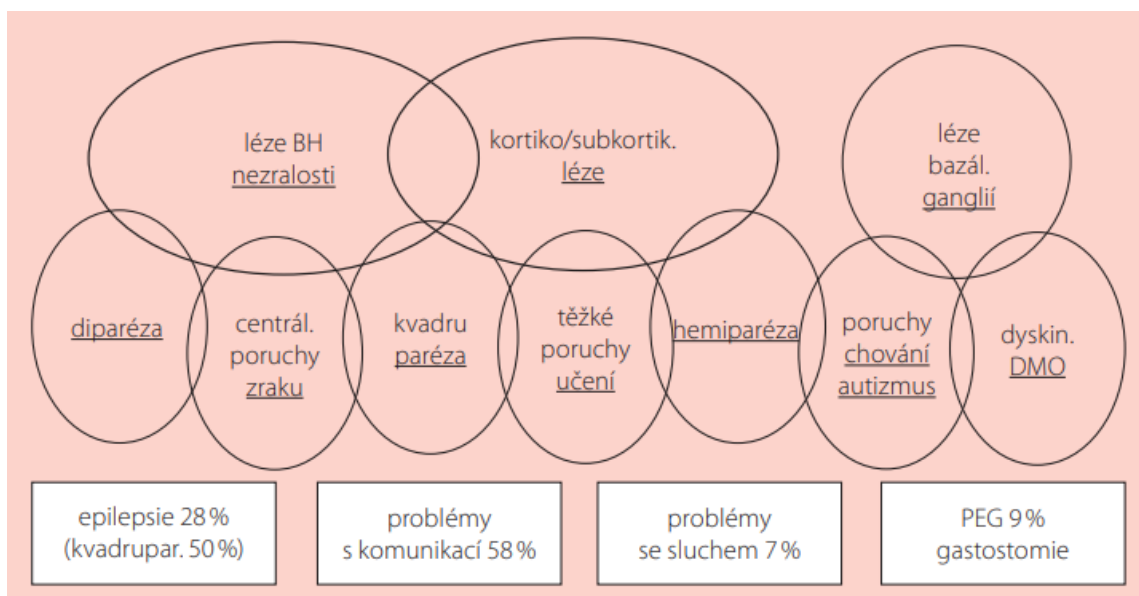 léze BH
nezralosti
kortiko/subkortik.
léze
léze
bazál.
ganglií
diparéza
centrál.
poruchy
zraku
kvadru
paréza
těžké
poruchy
učení
hemiparéza
poruchy
chování
autizmus
dyskin.
DMO
epilepsie 28 %
(kvadrupar. 50 %)
problémy
s komunikací 58 %
problémy
se sluchem 7 %
PEG 9 %
gastostomie